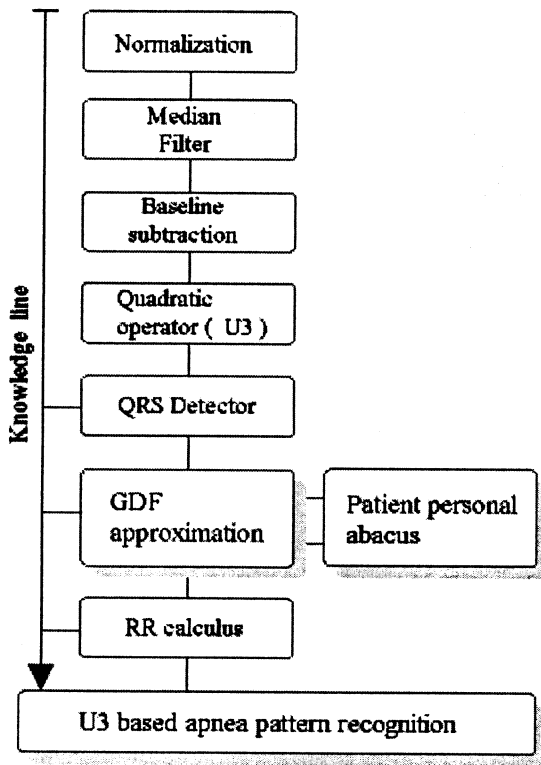 Normalization
Median
Filter
Baseline
subtraction
Quadratic
operator ( U3 )
QRS Detector
GDF
approximation
Patient personal
abacus
RR calculus
U3 based apnea pattern recognition
Knowledge line